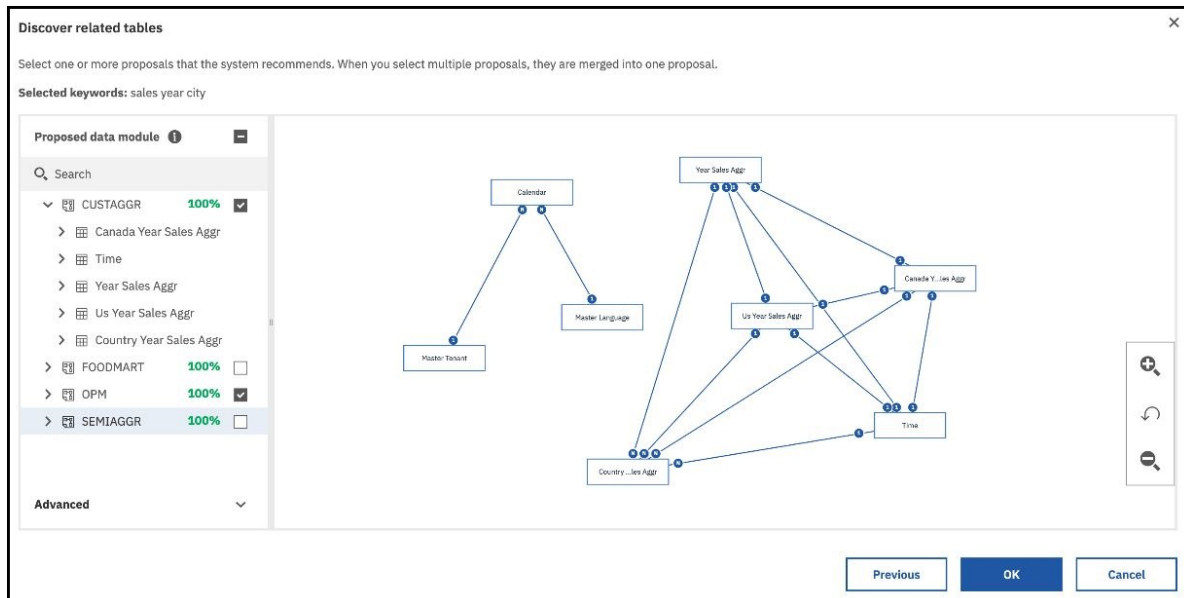 Discover related tables
Select one or more proposals that the system recommends. When you select multiple proposals, they are merged into one proposal.
Selected keywords: sales year city
Proposed data module
Search
CUSTAGGR 100%
Canada Year Sales Aggr
Time
Year Sales Aggr
Us Year Sales Aggr
Country Year Sales Aggr
FOODMART 100%
OPM 100%
SEMIAGGR 100%
Advanced
Year Sales Aggr
Calendar
Canada Y...les Aggr
Us Year Sales Aggr
Master Language
Master Tenant
Time
Country ...les Aggr
Previous
OK
Cancel